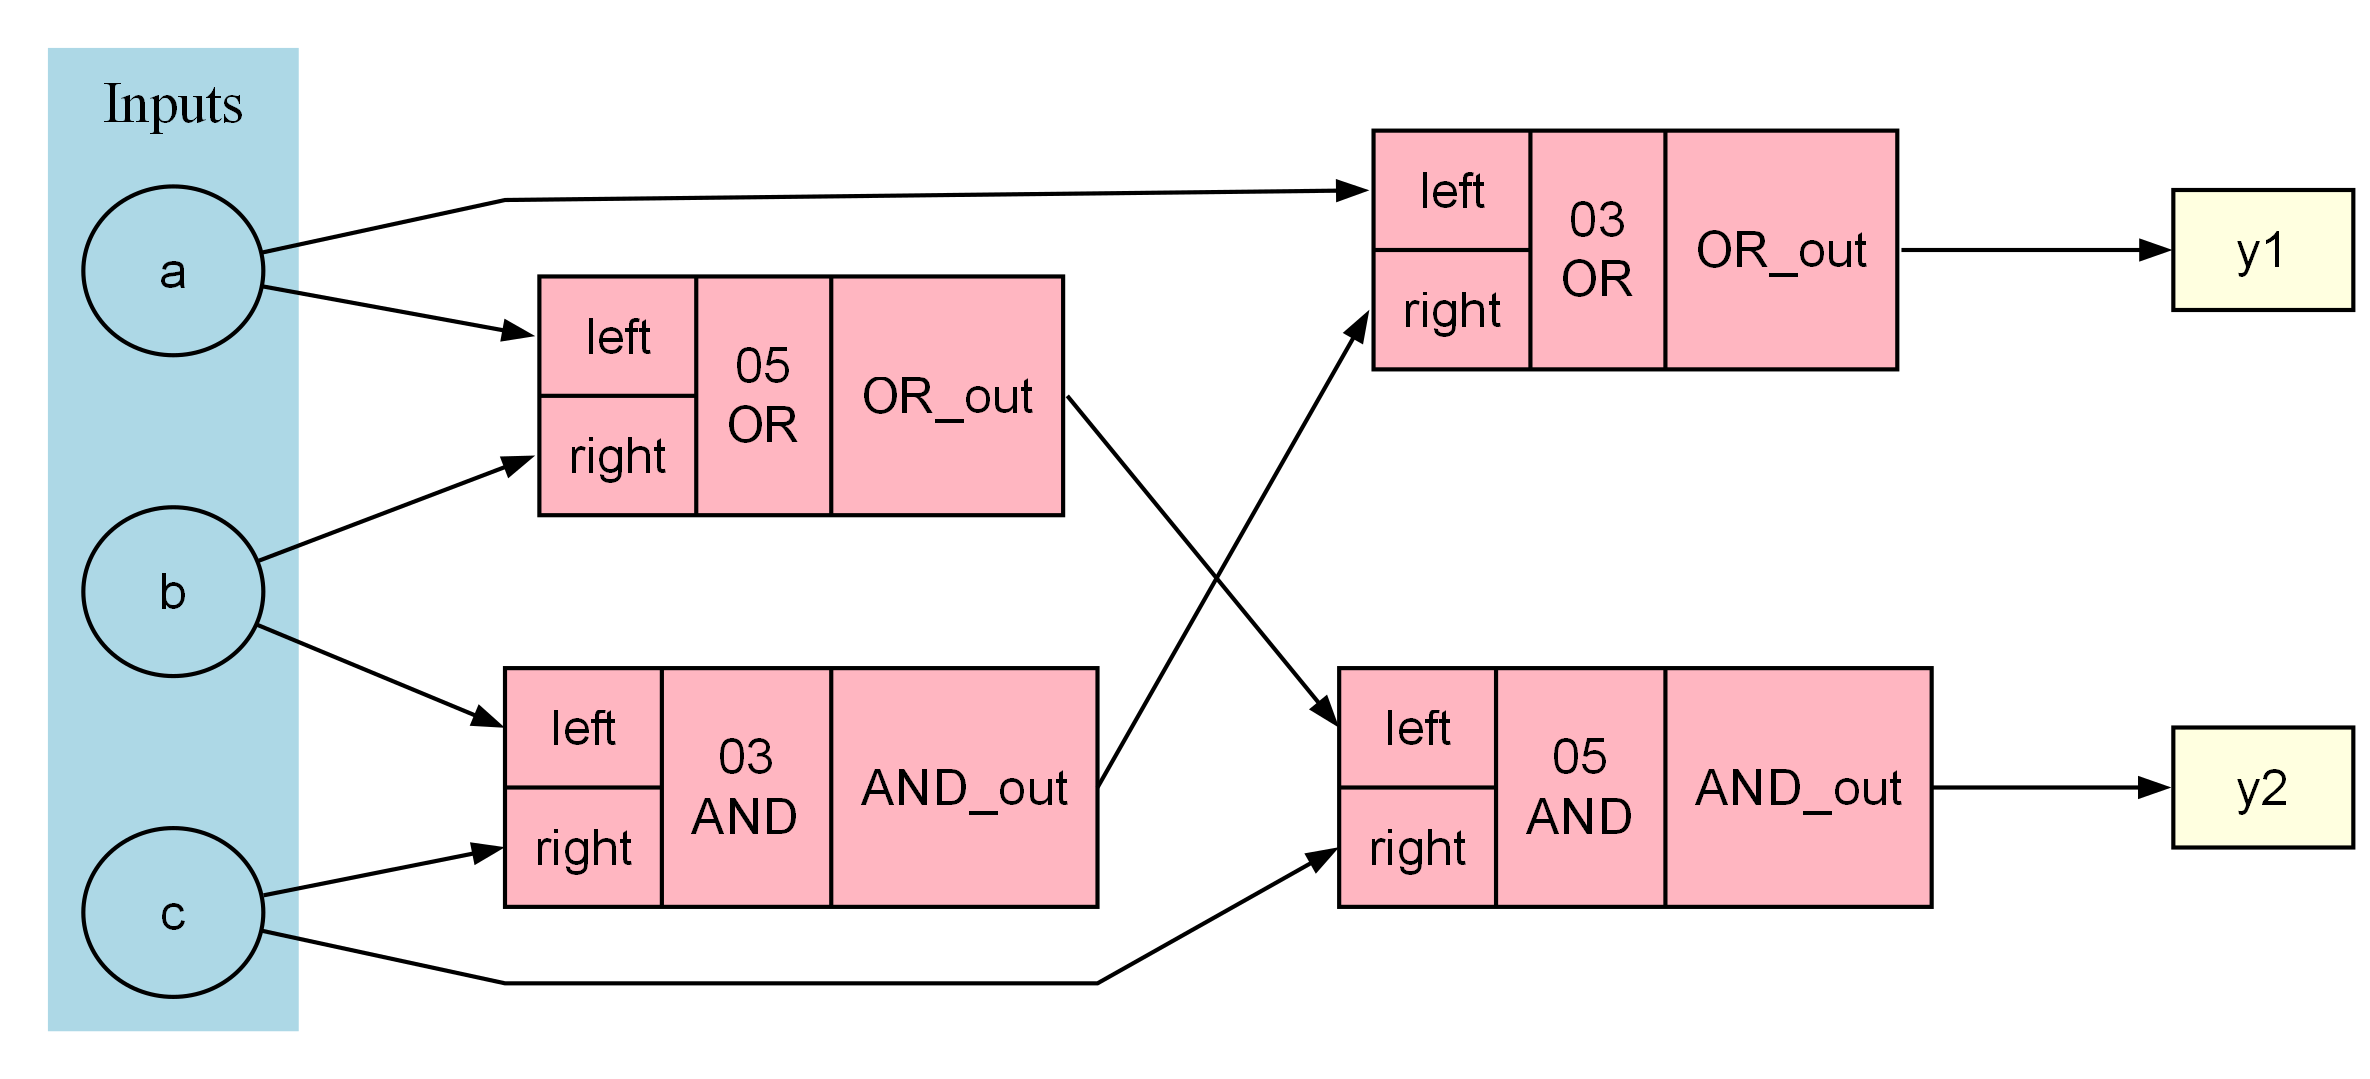 Inputs
a
b
c
left
right
05
OR
OR_out
left
right
03
AND
AND_out
left
right
03
OR
OR_out
left
right
05
AND
AND_out
y1
y2